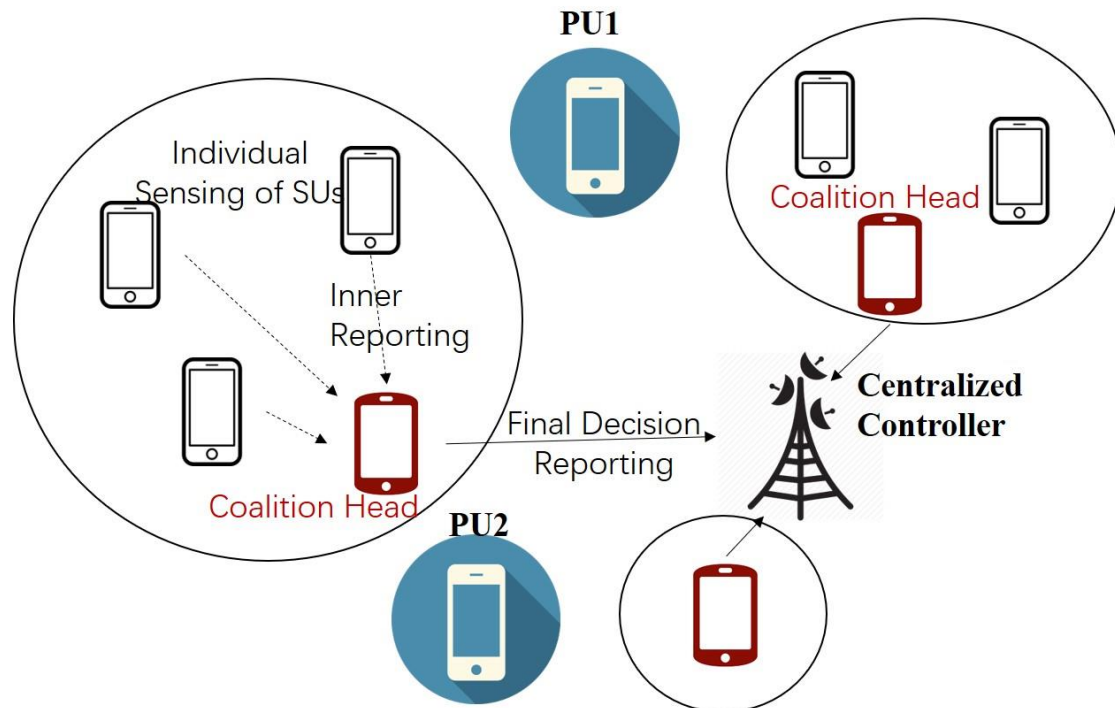 PU1
Individual
Sensing of SUs
Coalition Head
Inner
Reporting
Centralized
Controller
Final Decision
Reporting
Coalition Head
PU2